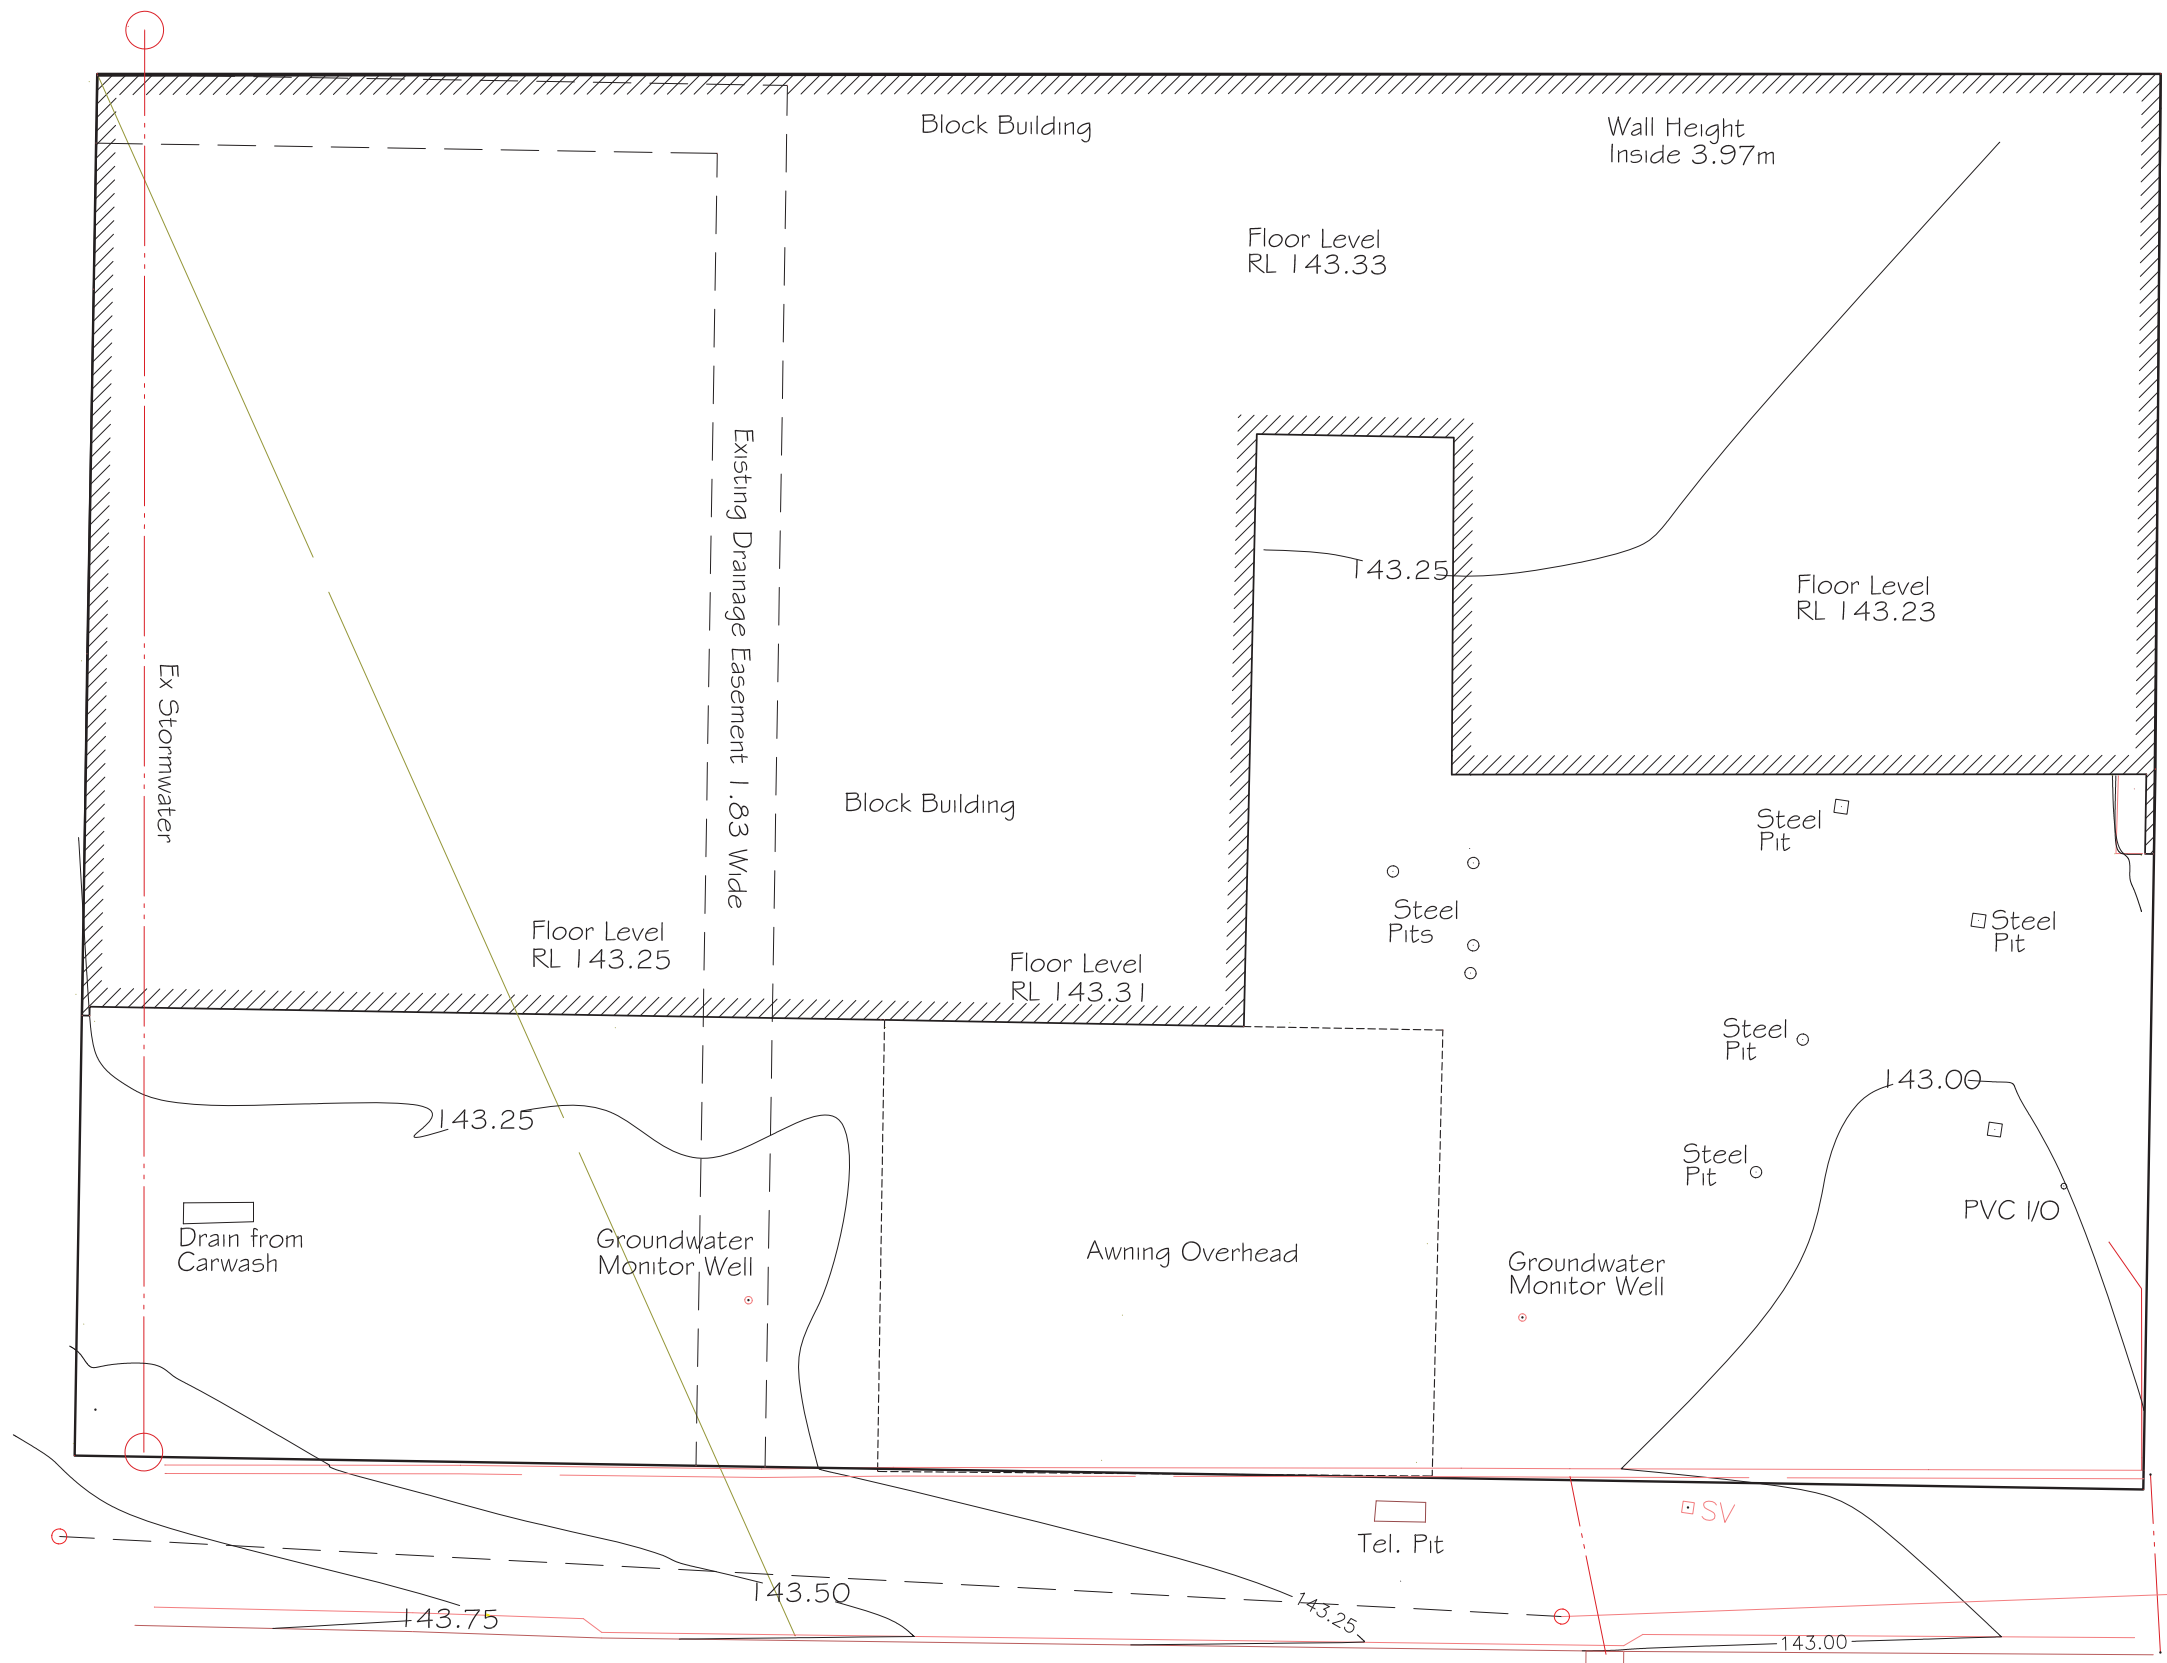 Block Building
Wall Height
Inside 3.97m
Floor Level
RL 143.33
Existing Drainage Easement 1.83 Wide
143.25
Floor Level
RL 143.23
Ex Stormwater
Block Building
Steel
Pit
Steel
Pits
Steel
Pit
Floor Level
RL 143.25
Floor Level
RL 143.31
Steel
Pit
143.00
143.25
Steel
Pit
PVC I/O
Drain from
Carwash
Groundwater
Monitor Well
Awning Overhead
Groundwater
Monitor Well
SV
Tel. Pit
143.50
143.75
143.25
143.00